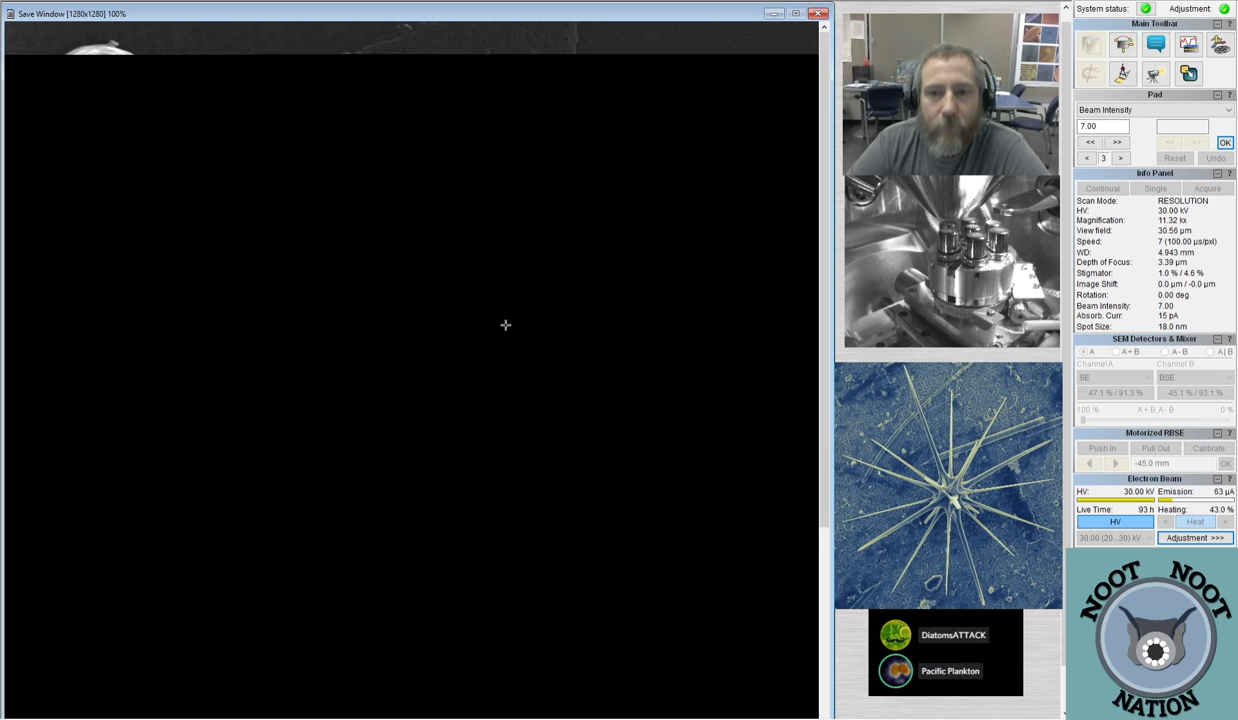 Save Window [1280x1280] 100%
System status:
Adjustment:
Main Toolbar
Pad
Beam Intensity
7.00
<< >>
<< >>
OK
< 3 >
Reset
Undo
Info Panel
Continual
Single
Acquire
Scan Mode: RESOLUTION
HV: 30.00 kV
Magnification: 11.32 kx
View field: 30.56 µm
Speed: 7 (100.00 µs/pxl)
WD: 4.943 mm
Depth of Focus: 3.39 µm
Stigmator: 1.0 % / 4.6 %
Image Shift: 0.0 µm / -0.0 µm
Rotation: 0.00 deg
Beam Intensity: 7.00
Absorb. Curr: 15 pA
Spot Size: 18.0 nm
SEM Detectors & Mixer
A
A + B
A - B
A | B
Channel A
Channel B
SE
BSE
47.1 % / 91.3 %
45.1 % / 93.1 %
100 %
A + B, A - B
0 %
Motorized RBSE
Push In
Pull Out
Calibrate
-45.0 mm
OK
Electron Beam
HV: 30.00 kV
Emission: 63 µA
Live Time: 93 h
Heating: 43.0 %
HV
< Heat >
30.00 (20...30) kV
Adjustment >>>
NOOT NOOT
NATION
DiatomsATTACK
Pacific Plankton